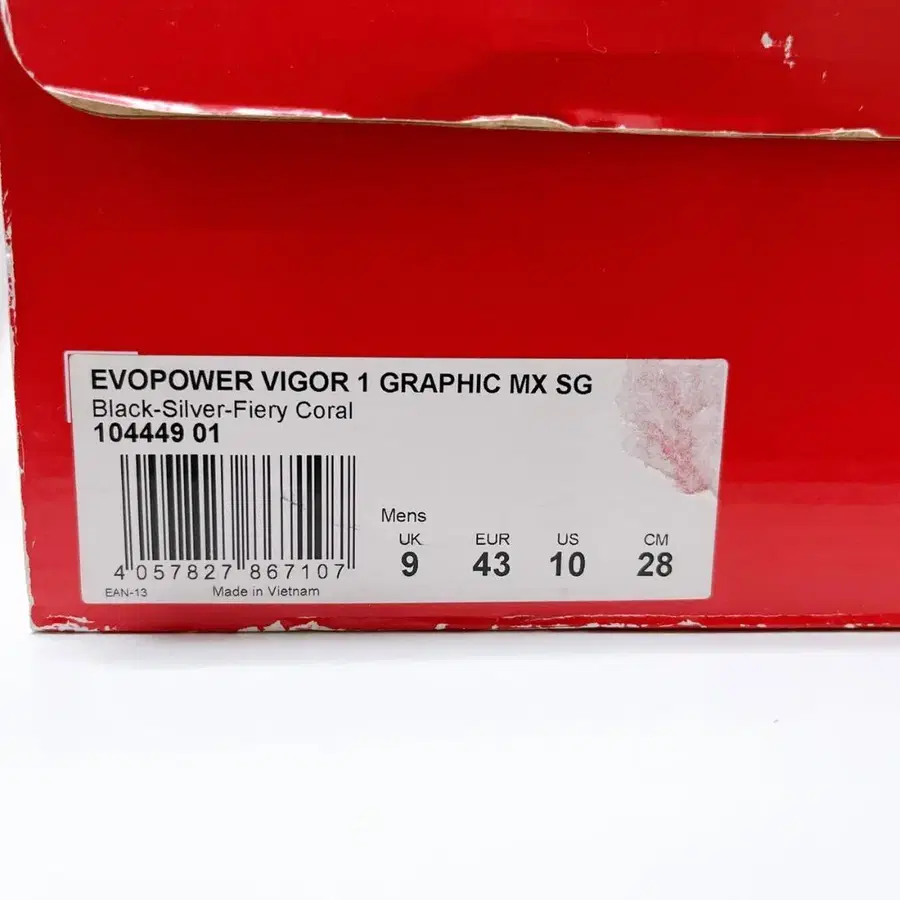 EVOPOWER VIGOR 1 GRAPHIC MX SG
Black-Silver-Fiery Coral
104449 01
Mens
UK EUR US CM
9 43 10 28
4 057827 867107
EAN-13 Made in Vietnam